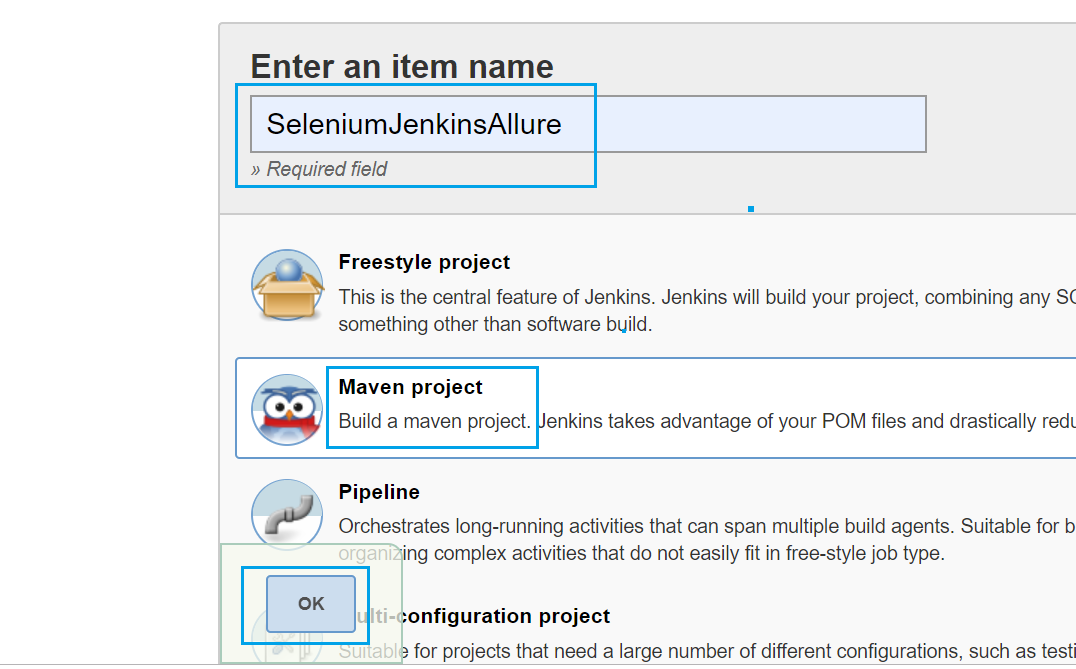 Enter an item name
SeleniumJenkinsAllure
» Required field
Freestyle project
This is the central feature of Jenkins. Jenkins will build your project, combining any
something other than software build.
Maven project
Build a maven project. Jenkins takes advantage of your POM files and drastically
Pipeline
Orchestrates long-running activities that can span multiple build agents. Suitable for
organizing complex activities that do not easily fit in free-style job type.
OK
Multi-configuration project
Suitable for projects that need a large number of different configurations, such as